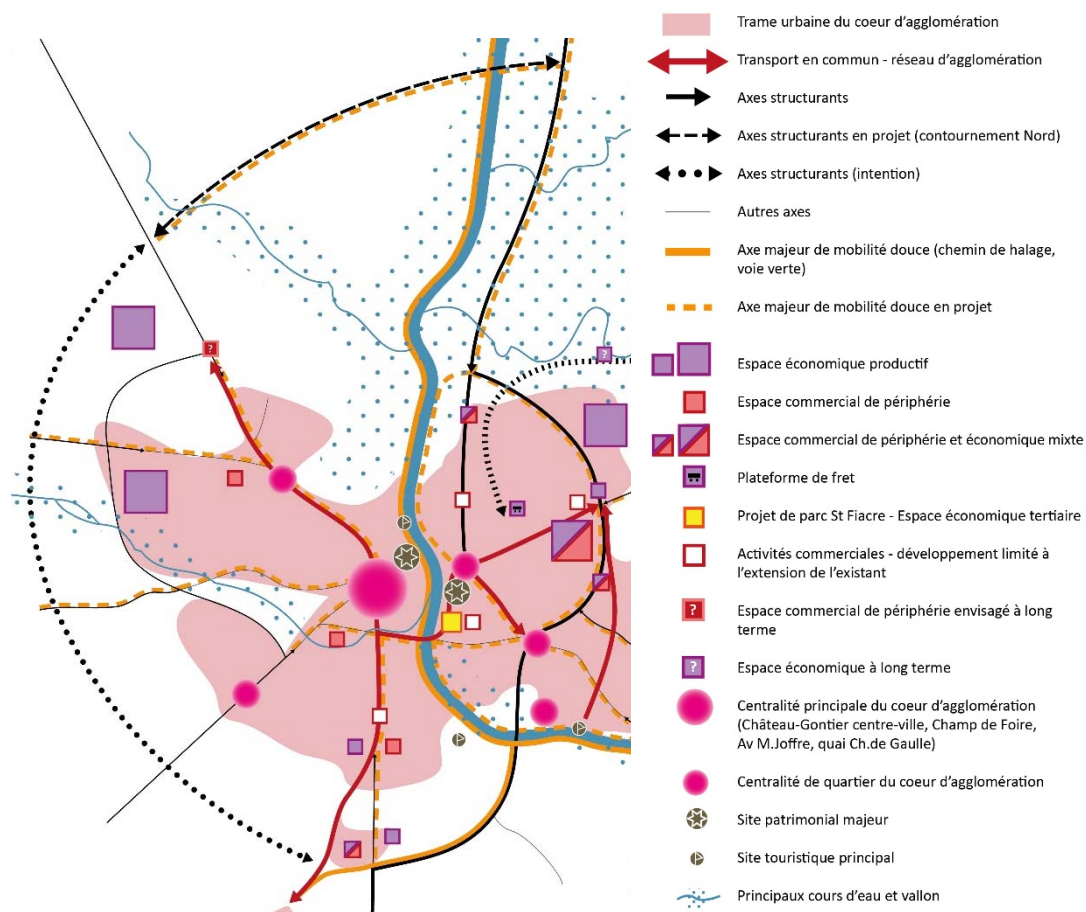 Trame urbaine du coeur d'agglomération
Transport en commun - réseau d'agglomération
Axes structurants
Axes structurants en projet (contournement Nord)
Axes structurants (intention)
Autres axes
Axe majeur de mobilité douce (chemin de halage,
voie verte)
Axe majeur de mobilité douce en projet
Espace économique productif
Espace commercial de périphérie
Espace commercial de périphérie et économique mixte
Plateforme de fret
Projet de parc St Fiacre - Espace économique tertiaire
Activités commerciales - développement limité à
l'extension de l'existant
?
Espace commercial de périphérie envisagé à long
terme
?
Espace économique à long terme
Centralité principale du coeur d'agglomération
(Château-Gontier centre-ville, Champ de Foire,
Av M.Joffre, quai Ch.de Gaulle)
Centralité de quartier du coeur d'agglomération
Site patrimonial majeur
Site touristique principal
Principaux cours d'eau et vallon
?
?